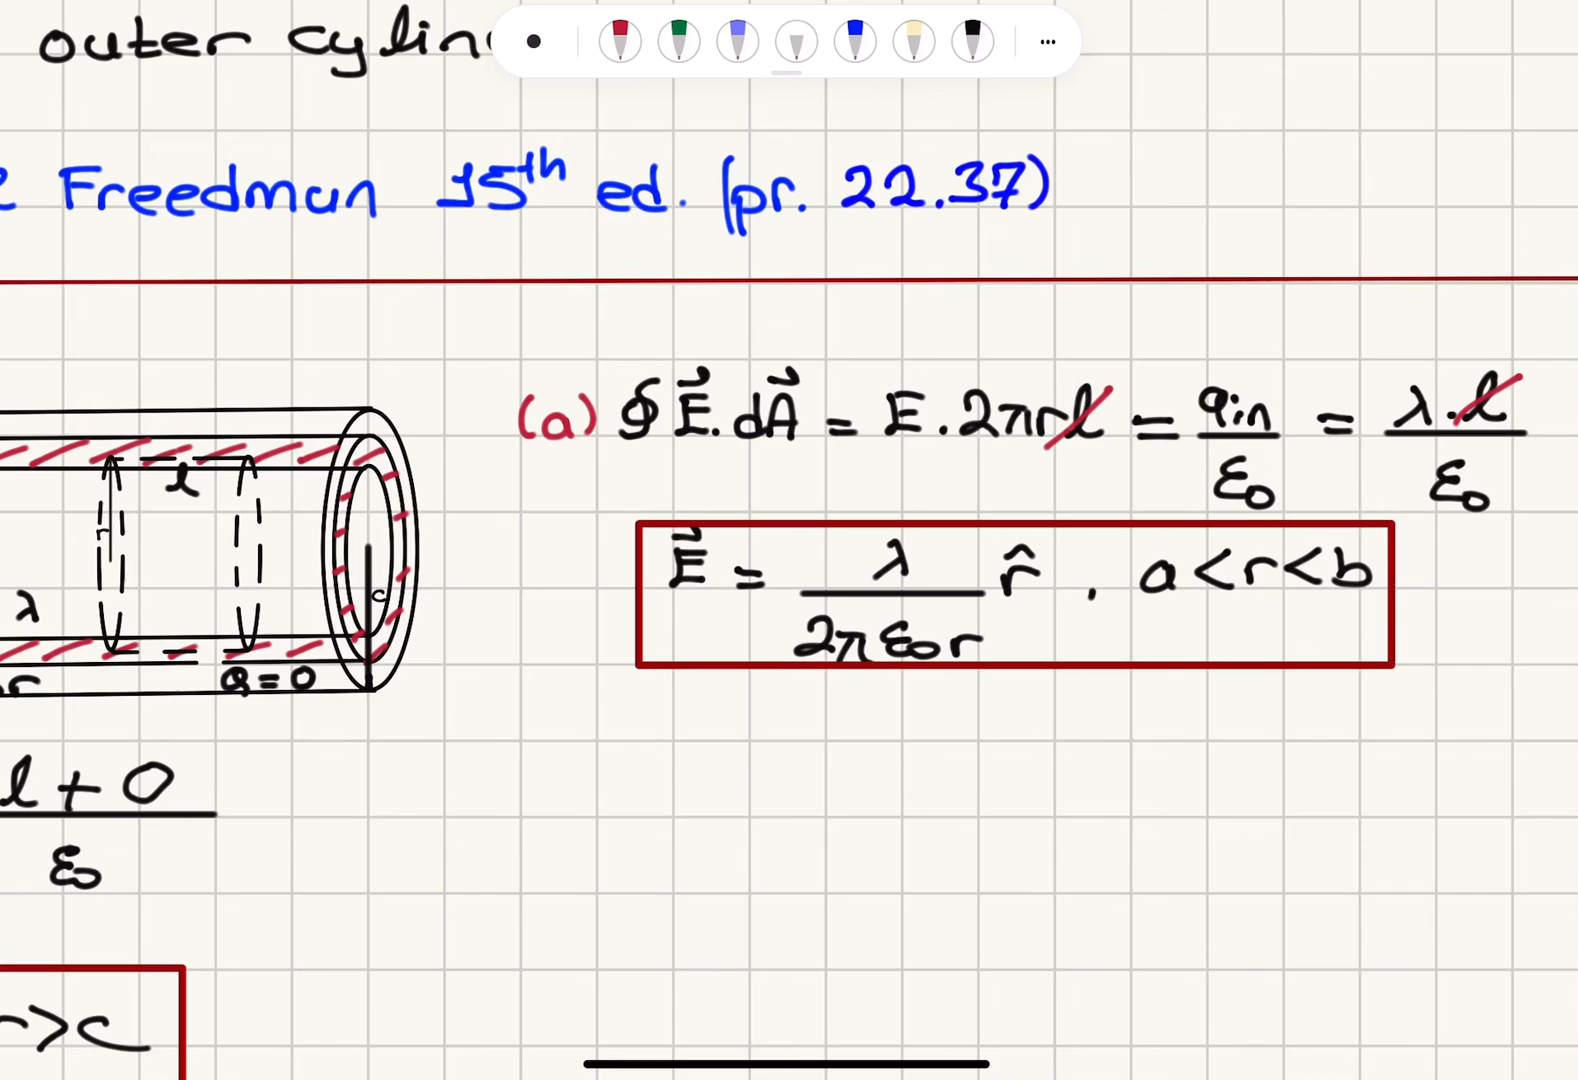 outer cylin
Freedman 15th ed. (pr. 22.37)
(a) ∮ E⃗. dA⃗ = E . 2πrl = qin/ε0 = λ.l/ε0
E⃗ = λ/2πε0r r̂ , a<r<b
l
r
c
λ
r
Q=0
l + 0
ε0
r>c